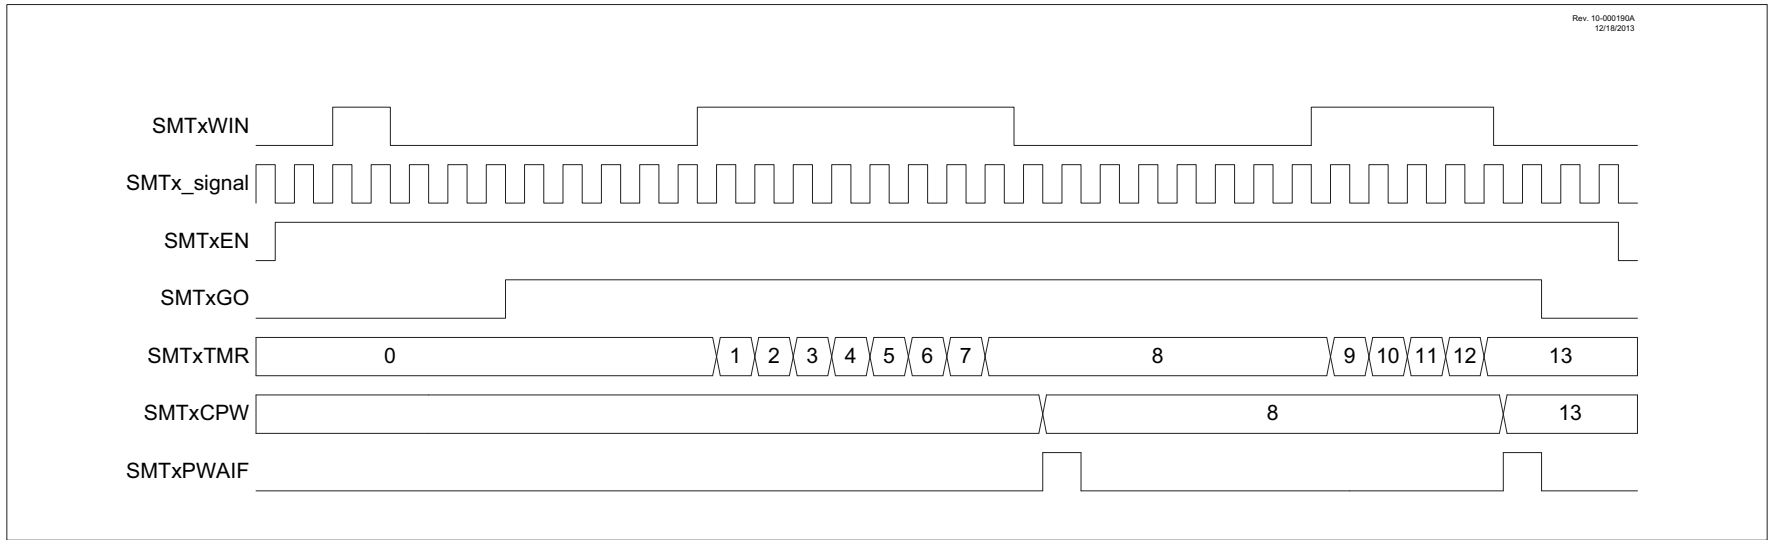 Rev. 10-000190A
12/18/2013
SMTxWIN
SMTx_signal
SMTxEN
SMTxGO
SMTxTMR 0 1 2 3 4 5 6 7 8 9 10 11 12 13
SMTxCPW 8 13
SMTxPWAIF